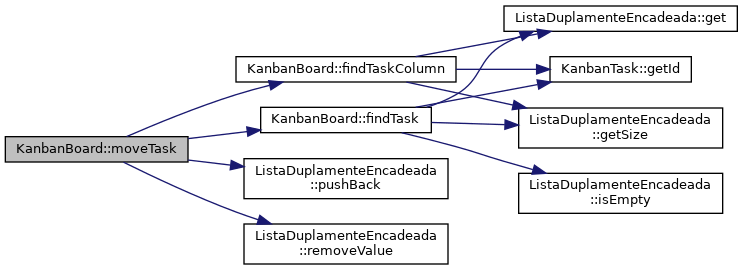 KanbanBoard::moveTask
KanbanBoard::findTaskColumn
KanbanBoard::findTask
ListaDuplamenteEncadeada
::pushBack
ListaDuplamenteEncadeada
::removeValue
ListaDuplamenteEncadeada::get
KanbanTask::getId
ListaDuplamenteEncadeada
::getSize
ListaDuplamenteEncadeada
::isEmpty